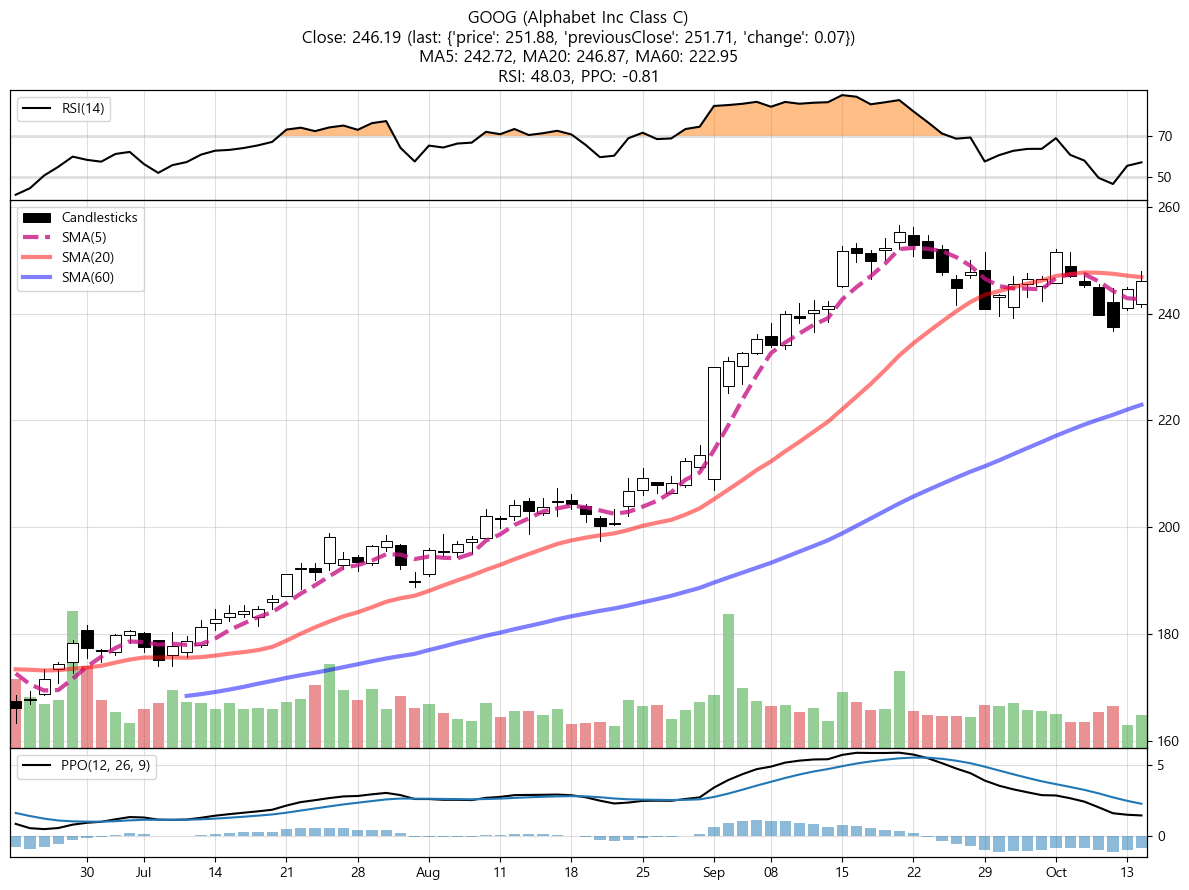 GOOG (Alphabet Inc Class C)
Close: 246.19 (last: {'price': 251.88, 'previousClose': 251.71, 'change': 0.07})
MA5: 242.72, MA20: 246.87, MA60: 222.95
RSI: 48.03, PPO: -0.81
RSI(14)
70
50
Candlesticks
SMA(5)
SMA(20)
SMA(60)
260
240
220
200
180
160
PPO(12, 26, 9)
5
0
30 Jul 14 21 28 Aug 11 18 25 Sep 08 15 22 29 Oct 13